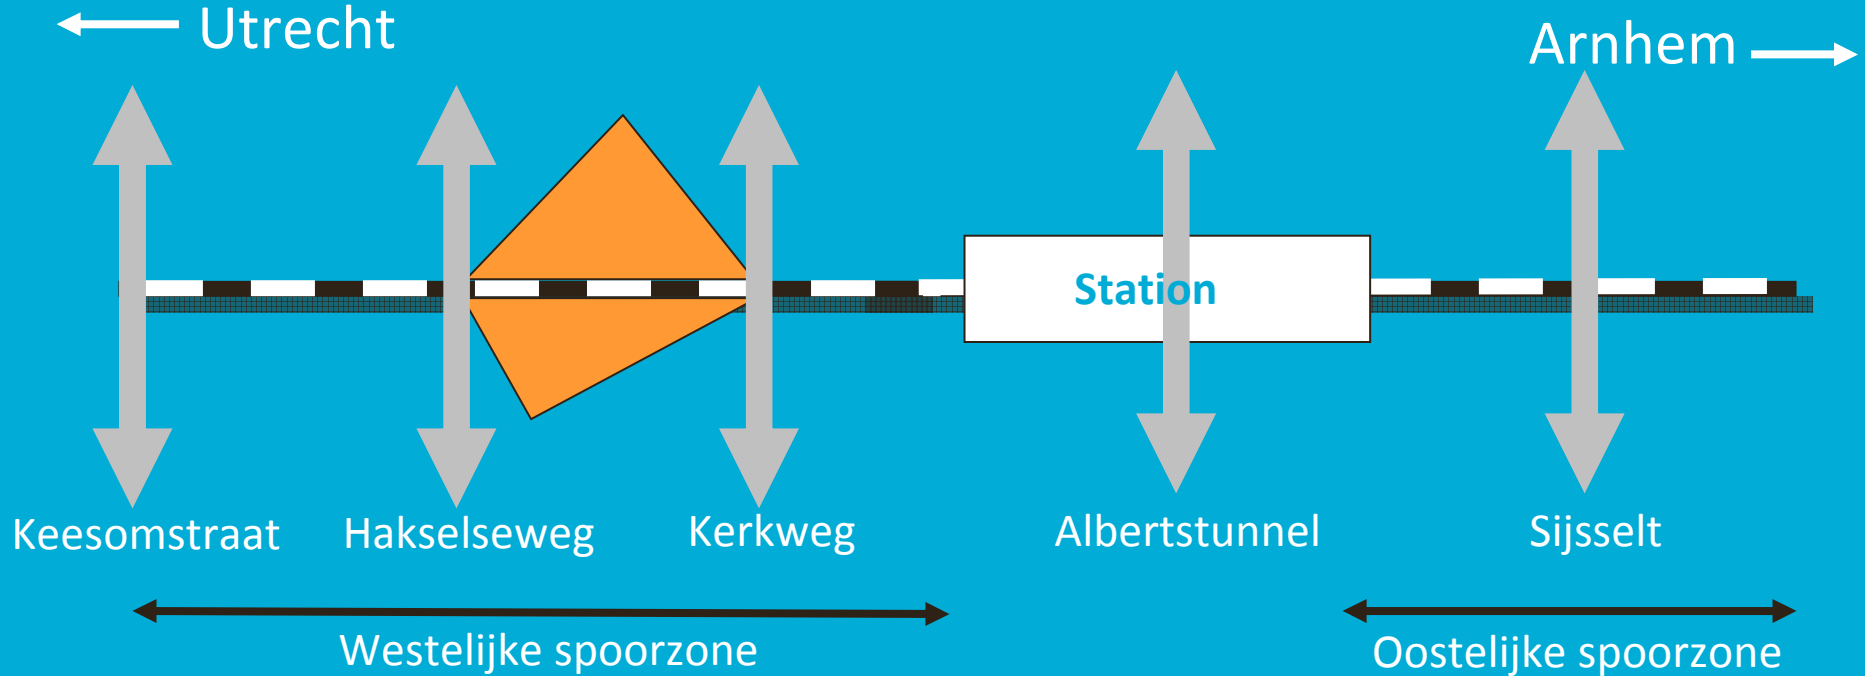 Utrecht
Arnhem
Station
Keesomstraat
Hakselseweg
Kerkweg
Albertstunnel
Sijsselt
Westelijke spoorzone
Oostelijke spoorzone